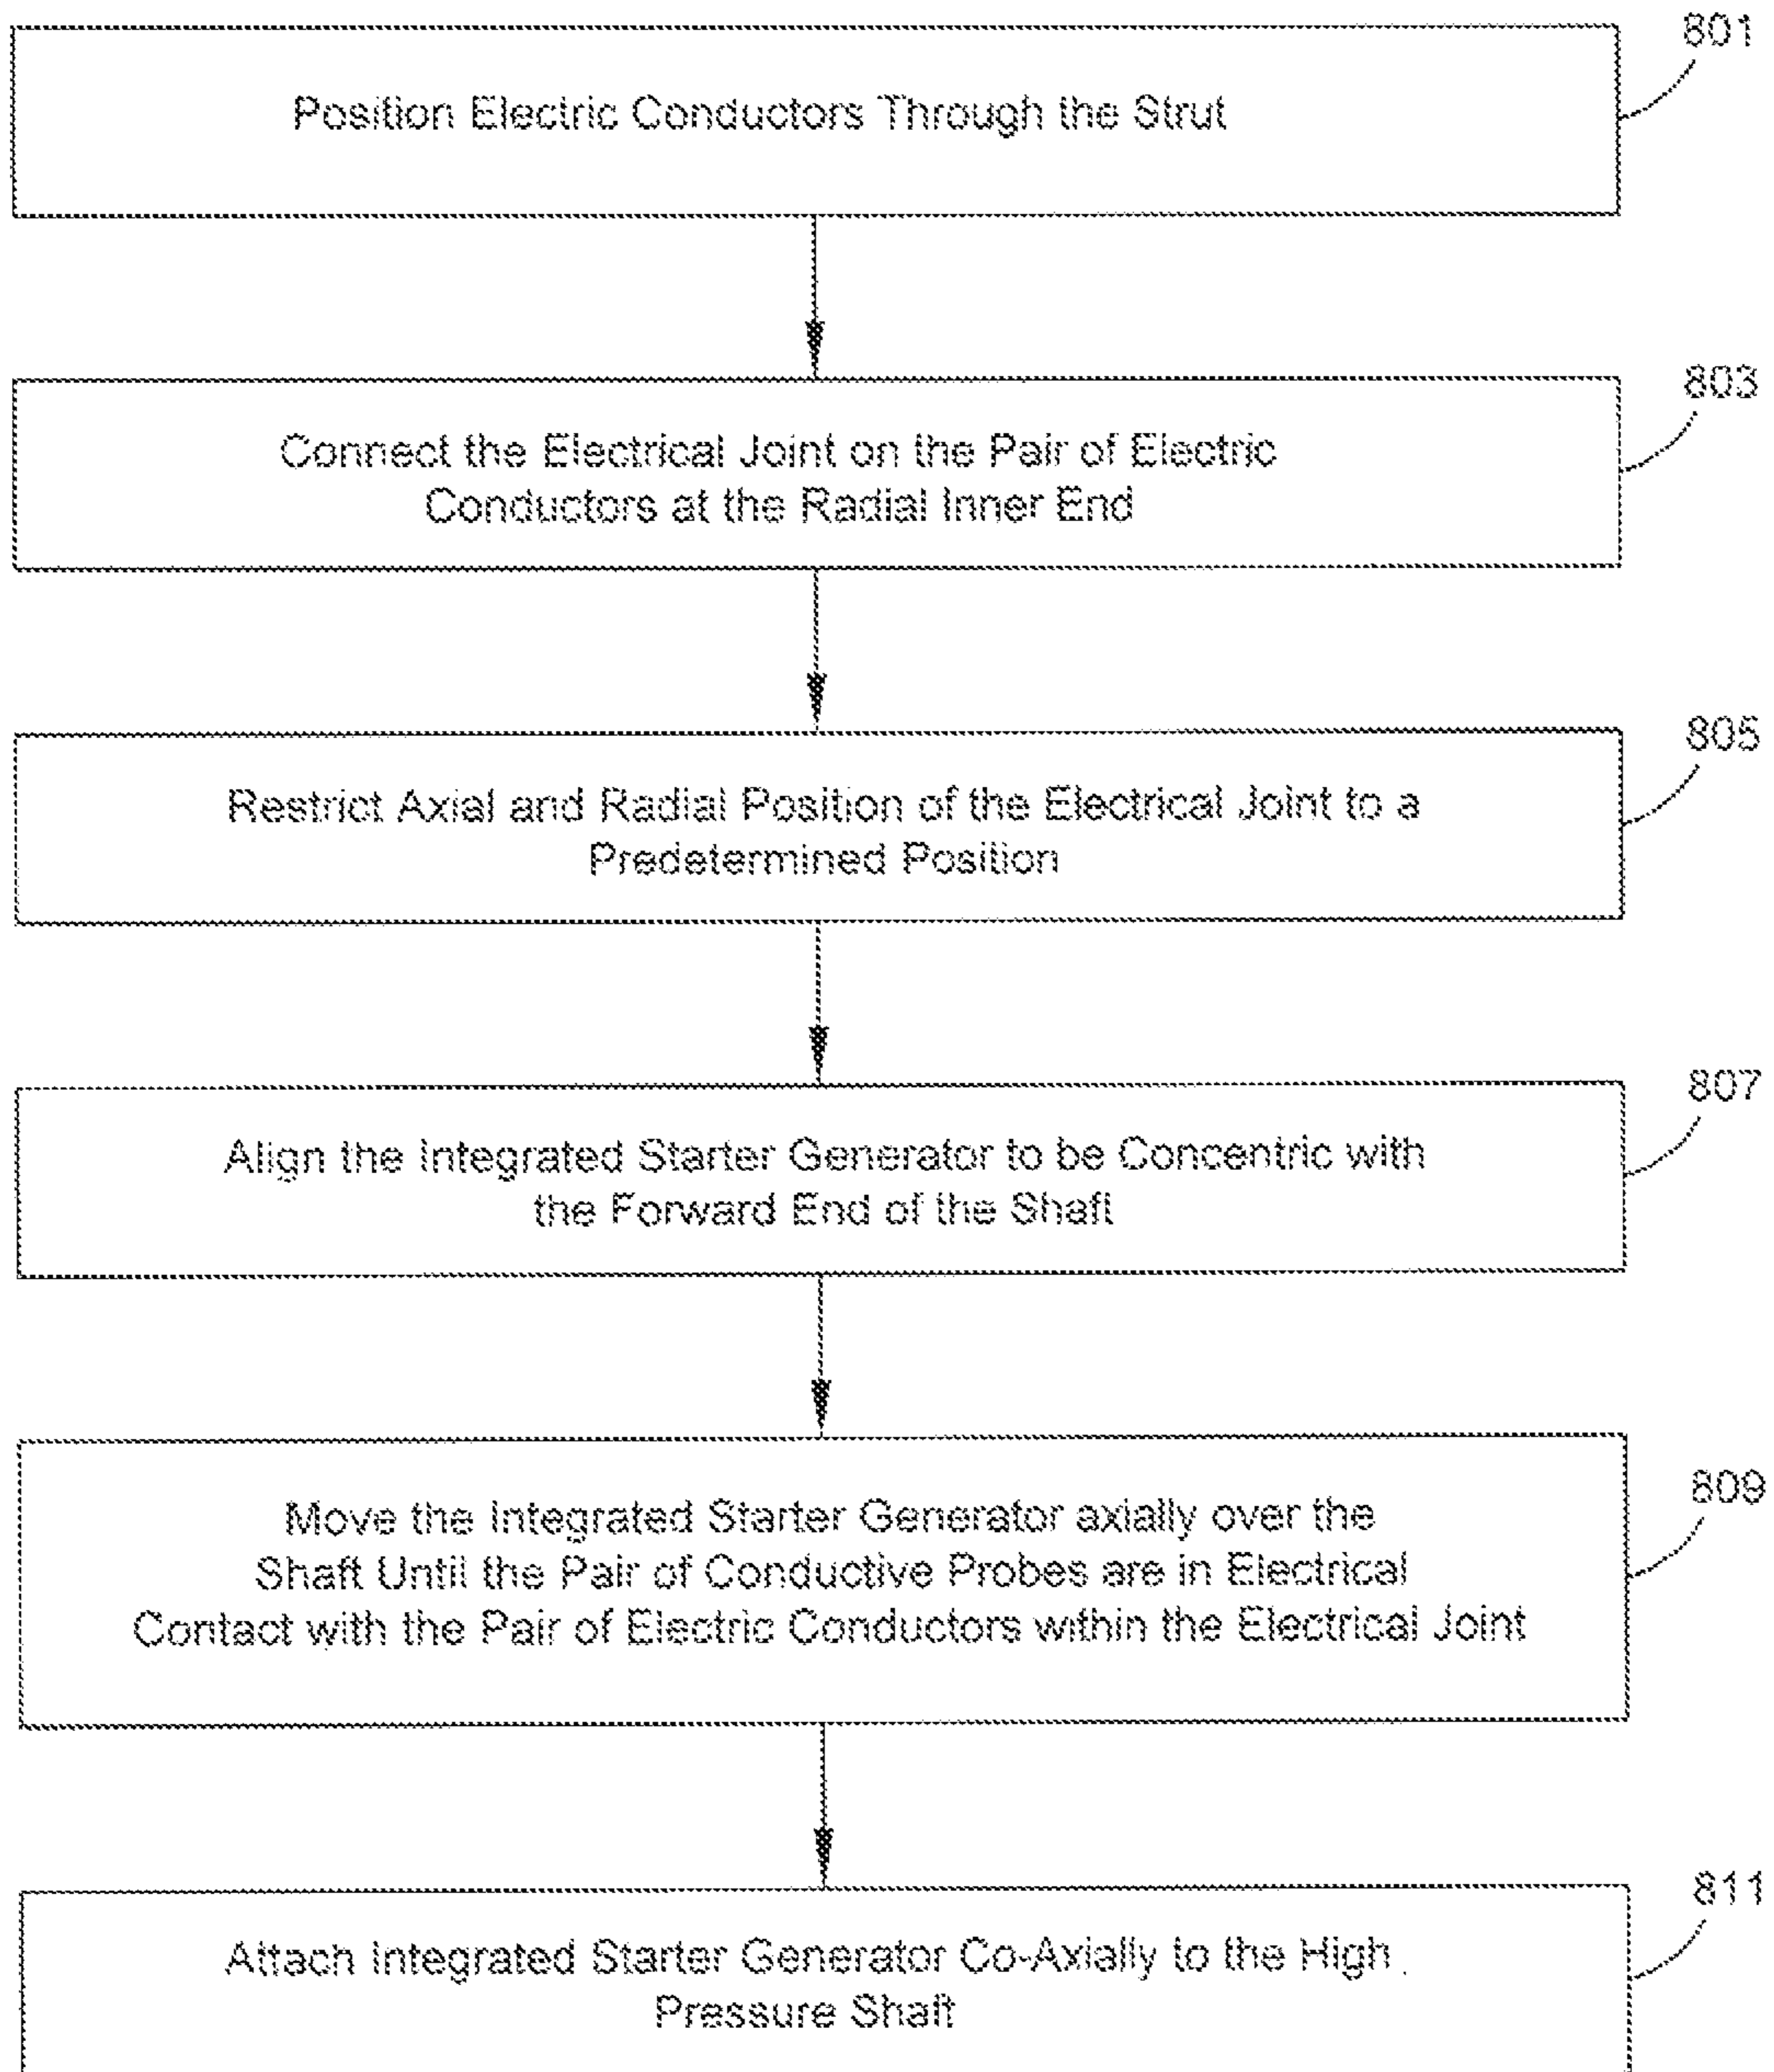 801
Position Electric Conductors Through the Strut
803
Connect the Electrical Joint on the Pair of Electric
Conductors at the Radial Inner End
805
Restrict Axial and Radial Position of the Electrical Joint to a
Predetermined Position
807
Align the Integrated Starter Generator to be Concentric with
the Forward End of the Shaft
809
Move the Integrated Starter Generator axially over the
Shaft Until the Pair of Conductive Probes are in Electrical
Contact with the Pair of Electric Conductors within the Electrical Joint
811
Attach Integrated Starter Generator Co-Axially to the High
Pressure Shaft